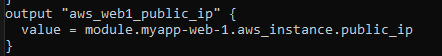 output "aws_web1_public_ip" {
  value = module.myapp-web-1.aws_instance.public_ip
}